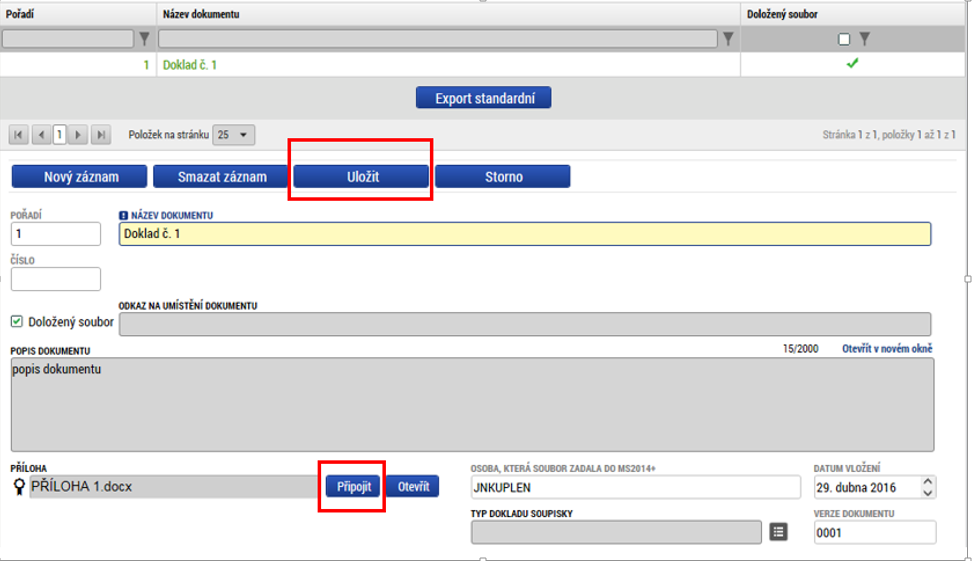 Pořadí Název dokumentu Doložený soubor
1 Doklad č. 1
Export standardní
1 Položek na stránku 25 Stránka 1 z 1, položky 1 až 1 z 1
Nový záznam Smazat záznam Uložit Storno
POŘADÍ NÁZEV DOKUMENTU
1 Doklad č. 1
ČÍSLO
ODKAZ NA UMÍSTĚNÍ DOKUMENTU
Doložený soubor
POPIS DOKUMENTU 15/2000 Otevřít v novém okně
popis dokumentu
PŘÍLOHA OSOBA, KTERÁ SOUBOR ZADALA DO MS2014+ DATUM VLOŽENÍ
PŘÍLOHA 1.docx Připojit Otevřít JNKUPLEN 29. dubna 2016
TYP DOKLADU SOUPISKY VERZE DOKUMENTU
0001